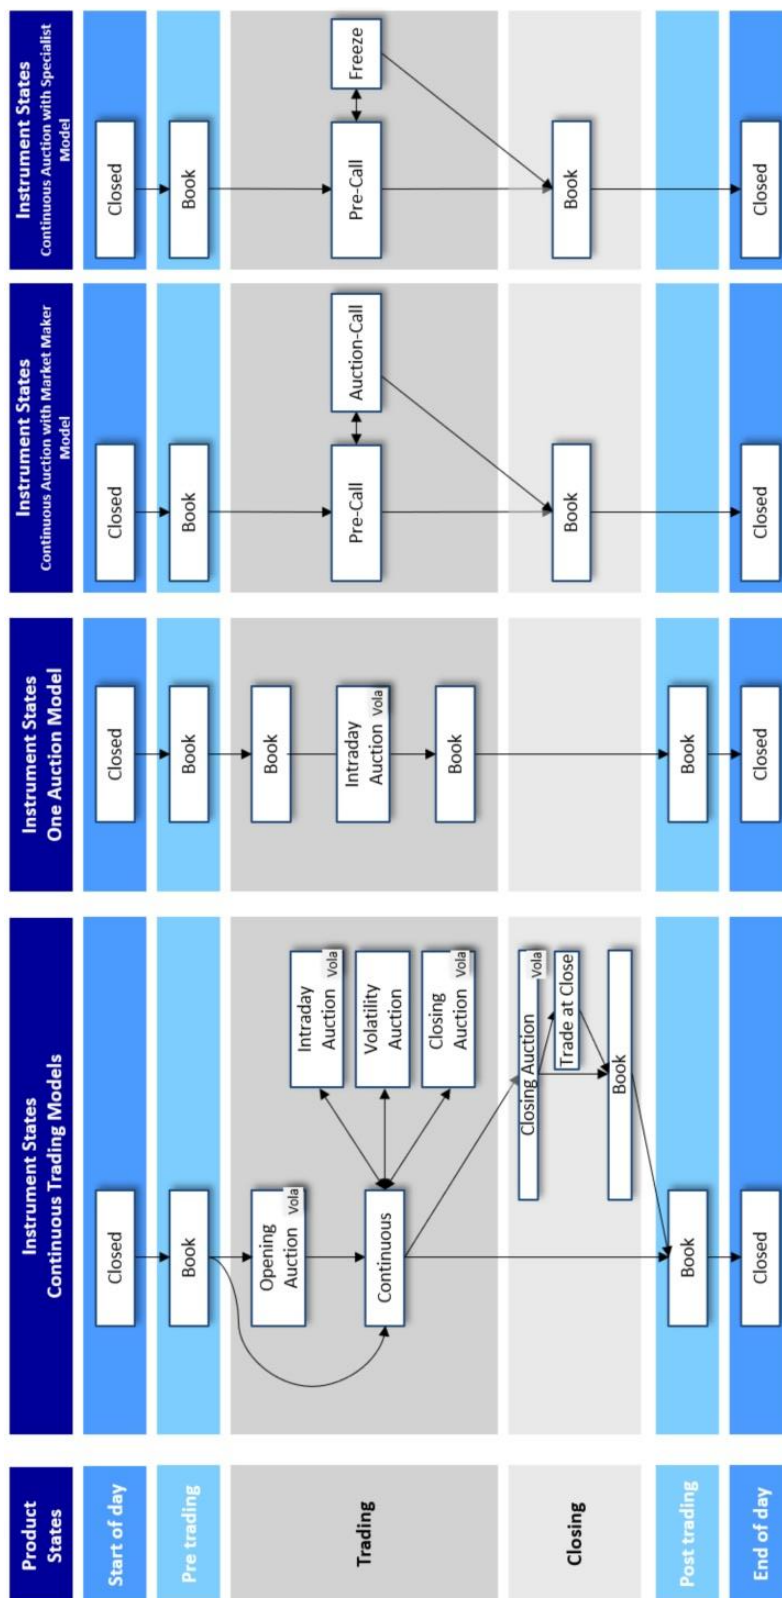 Product
States
Instrument States
Continuous Trading Models
Instrument States
One Auction Model
Instrument States
Continuous Auction with Market Maker
Model
Instrument States
Continuous Auction with Specialist
Model
Start of day
Closed
Closed
Closed
Closed
Pre trading
Book
Book
Book
Book
Trading
Opening
Auction
Vola
Continuous
Intraday
Auction
Vola
Volatility
Auction
Closing
Auction
Vola
Book
Intraday
Auction
Vola
Book
Pre-Call
Auction-Call
Pre-Call
Freeze
Closing
Closing Auction
Vola
Trade at Close
Book
Book
Book
Post trading
Book
Book
End of day
Closed
Closed
Closed
Closed